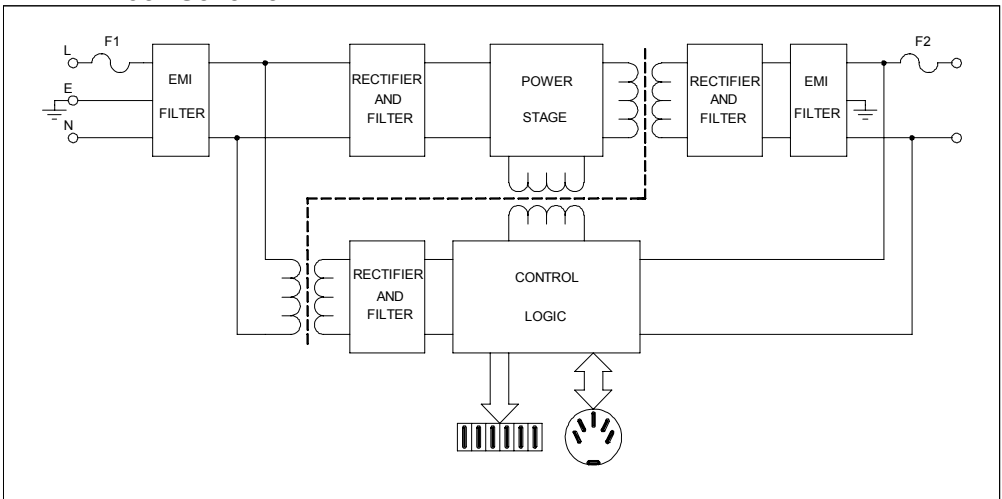 L
F1
E
N
EMI
FILTER
RECTIFIER
AND
FILTER
POWER
STAGE
RECTIFIER
AND
FILTER
EMI
FILTER
F2
RECTIFIER
AND
FILTER
CONTROL
LOGIC